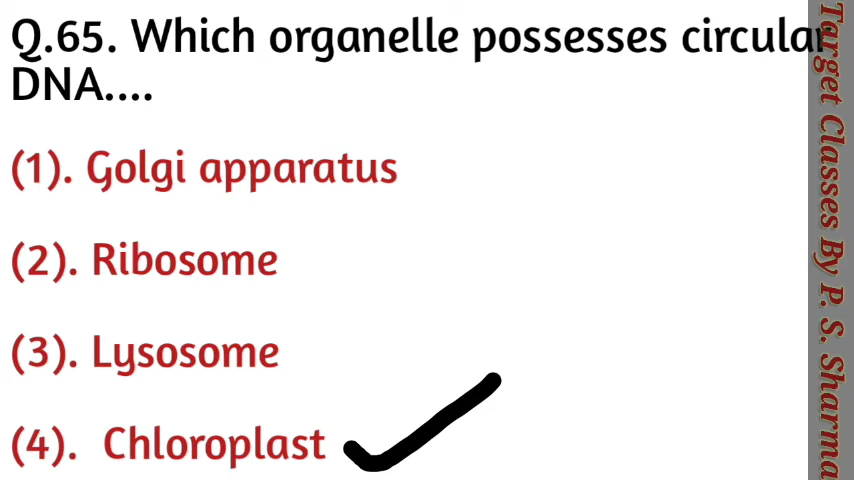 Q.65. Which organelle possesses circular
DNA....
(1). Golgi apparatus
(2). Ribosome
(3). Lysosome
(4). Chloroplast
Target Classes By P. S. Sharma